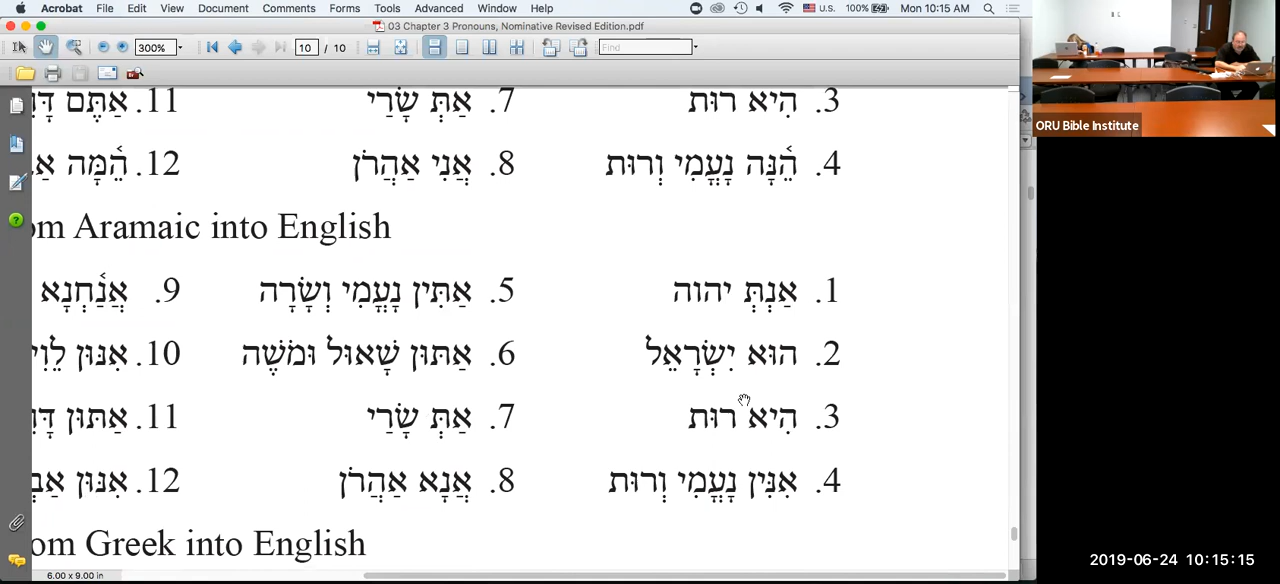 Acrobat File Edit View Document Comments Forms Tools Advanced Window Help U.S. 100% Mon 10:15 AM
03 Chapter 3 Pronouns, Nominative Revised Edition.pdf
300% 10 / 10 Find
3. הִיא רוּת 7. אַתְּ שָׂרַי 11. אַתֶּם
4. הֵ֫נָּה נָעֳמִי וְרוּת 8. אֲנִי אַהֲרֹן 12. הֵ֫מָּה
om Aramaic into English
1. אַנְתְּ יהוה 5. אַתִּין נָעֳמִי וְשָׂרָה 9. אֲנַ֫חְנָא
2. הוּא יִשְׂרָאֵל 6. אַתּוּן שָׁאוּל וּמֹשֶׁה 10. אִנּוּן
3. הִיא רוּת 7. אַתְּ שָׂרַי 11. אַתּוּן
4. אִנִּין נָעֳמִי וְרוּת 8. אֲנָא אַהֲרֹן 12. אִנּוּן
om Greek into English
6.00 x 9.00 in
ORU Bible Institute
2019-06-24 10:15:15